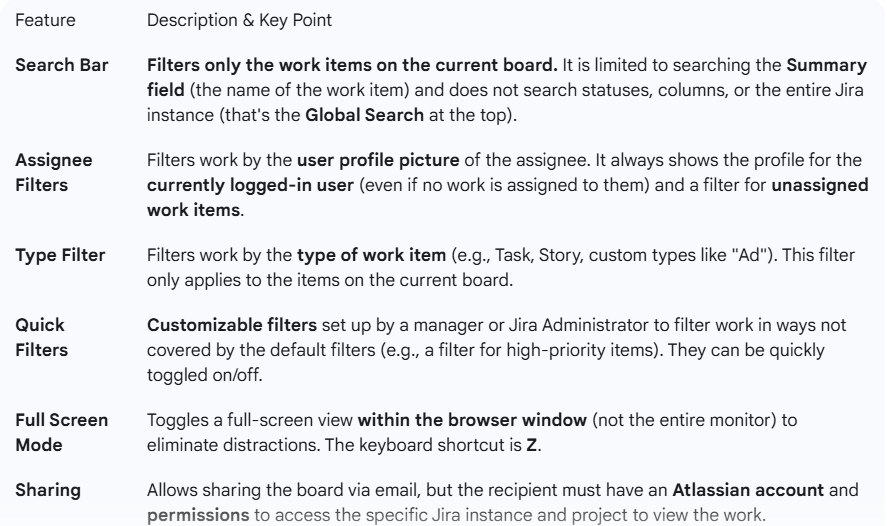 Feature Description & Key Point
Search Bar Filters only the work items on the current board. It is limited to searching the Summary
field (the name of the work item) and does not search statuses, columns, or the entire Jira
instance (that's the Global Search at the top).
Assignee Filters work by the user profile picture of the assignee. It always shows the profile for the
Filters currently logged-in user (even if no work is assigned to them) and a filter for unassigned
work items.
Type Filter Filters work by the type of work item (e.g., Task, Story, custom types like "Ad"). This filter
only applies to the items on the current board.
Quick Customizable filters set up by a manager or Jira Administrator to filter work in ways not
Filters covered by the default filters (e.g., a filter for high-priority items). They can be quickly
toggled on/off.
Full Screen Toggles a full-screen view within the browser window (not the entire monitor) to
Mode eliminate distractions. The keyboard shortcut is Z.
Sharing Allows sharing the board via email, but the recipient must have an Atlassian account and
permissions to access the specific Jira instance and project to view the work.